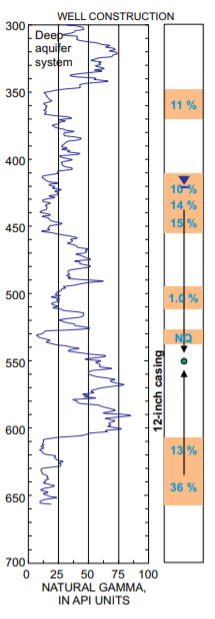 WELL CONSTRUCTION
300
Deep
aquifer
system
350
11 %
400
10 %
14 %
450
15 %
500
1.0 %
NQ
550
12-inch casing
600
13 %
36 %
650
700
0 25 50 75 100
NATURAL GAMMA,
IN API UNITS